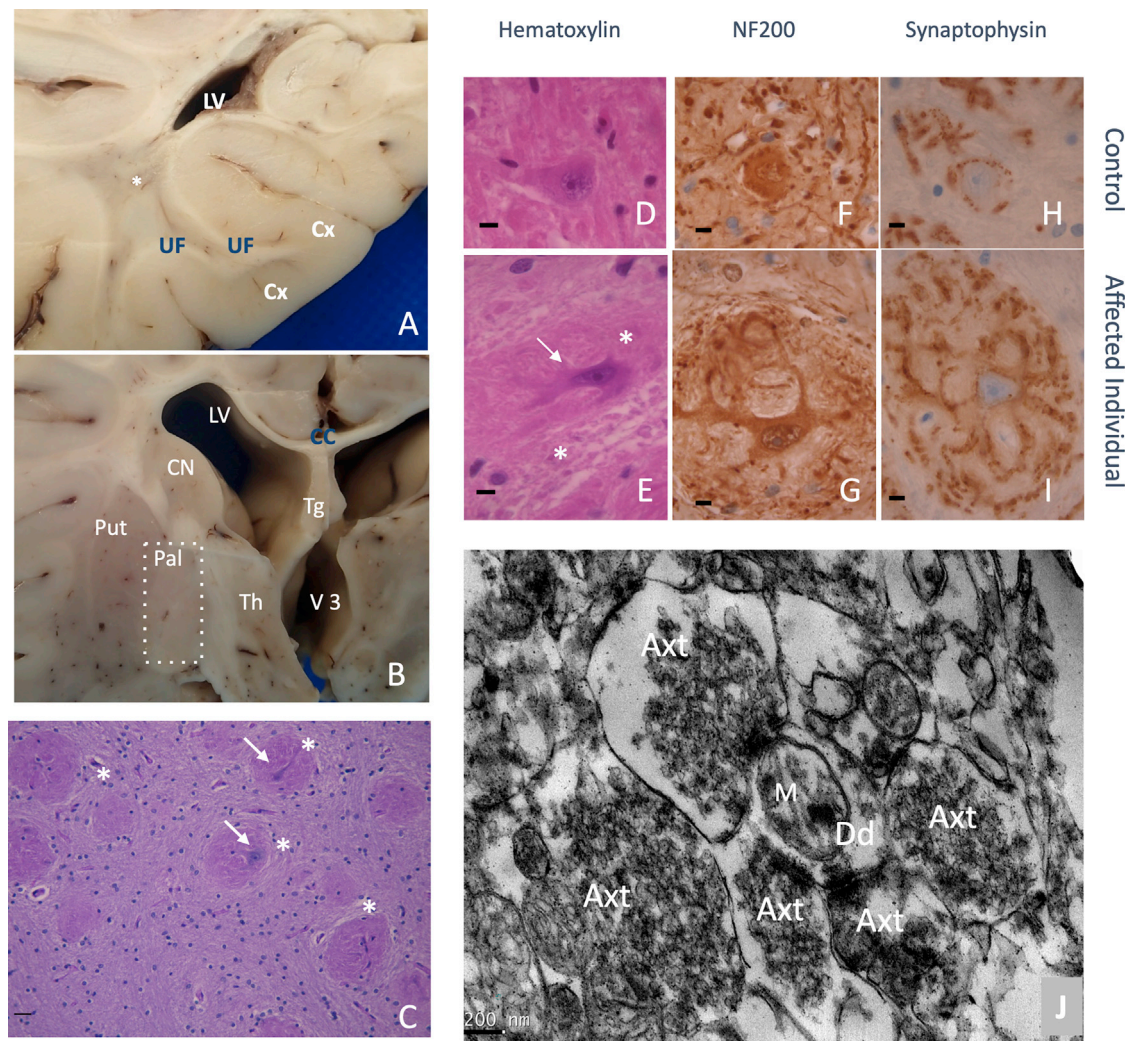 Hematoxylin NF200 Synaptophysin
Control
Affected Individual
LV
*
UF UF
Cx
Cx
A
LV
CC
CN
Tg
Put
Pal
Th
V 3
B
*
*
*
*
C
D
F
H
*
*
E
G
I
Axt
M
Dd
Axt
Axt
Axt
Axt
J
200 nm